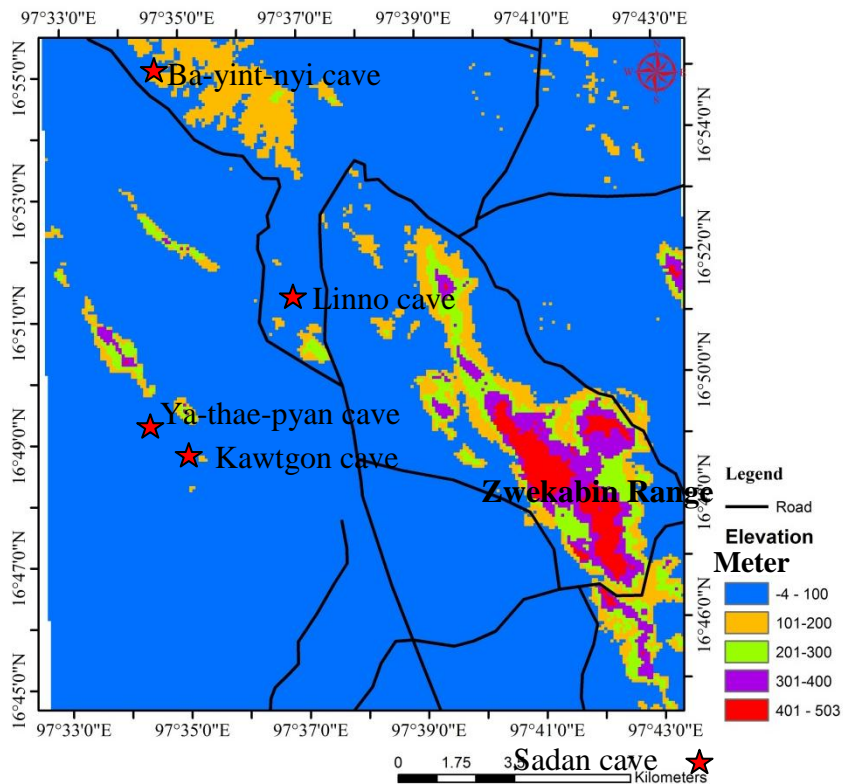 97°33'0"E 97°35'0"E 97°37'0"E 97°39'0"E 97°41'0"E 97°43'0"E
N
W E
S
16°55'0"N
16°53'0"N
16°51'0"N
16°49'0"N
16°47'0"N
16°45'0"N
Ba-yint-nyi cave
Linno cave
Ya-thae-pyan cave
Kawtgon cave
Zwekabin Range
16°54'0"N
16°52'0"N
16°50'0"N
16°46'0"N
Legend
Road
Elevation
Meter
-4 - 100
101-200
201-300
301-400
401 - 503
97°33'0"E 97°35'0"E 97°37'0"E 97°39'0"E 97°41'0"E 97°43'0"E
Sadan cave
0 1.75 3.5
Kilometers